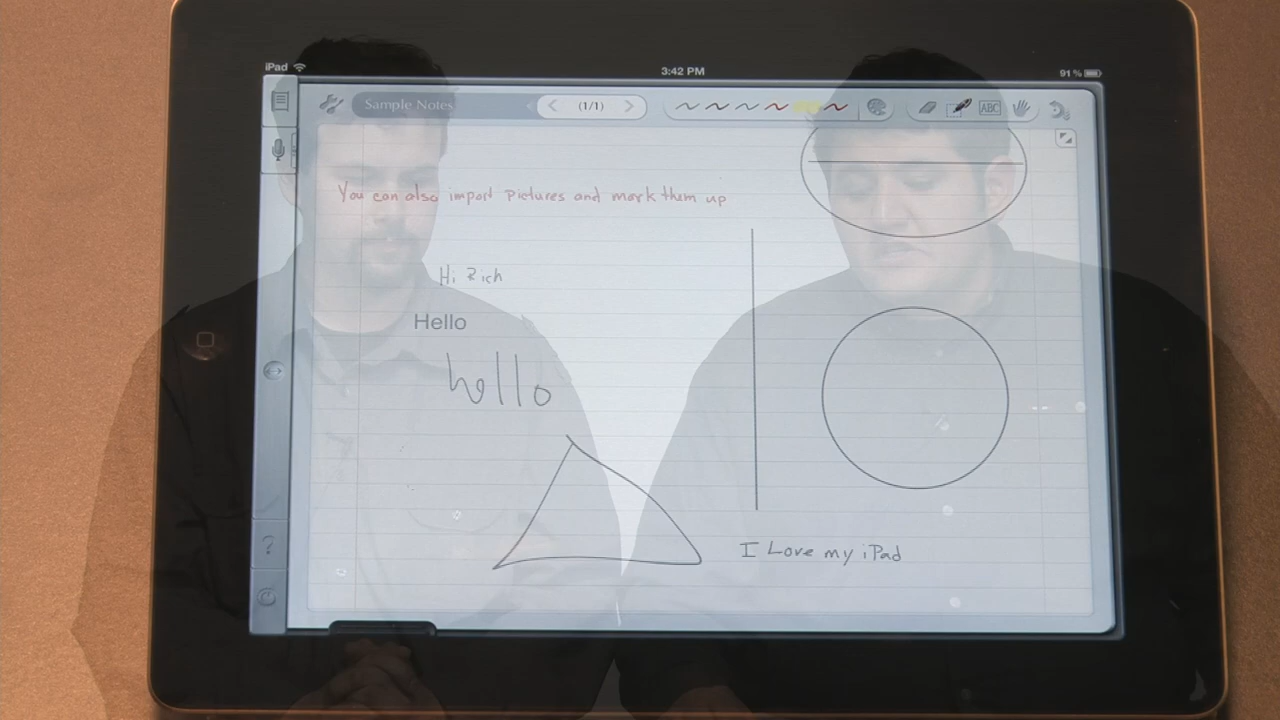 iPad 3:42 PM 91%
Sample Notes (1/1) ABC
You can also import Pictures and mark them up
Hi Rich
Hello
hello
I Love my iPad
?